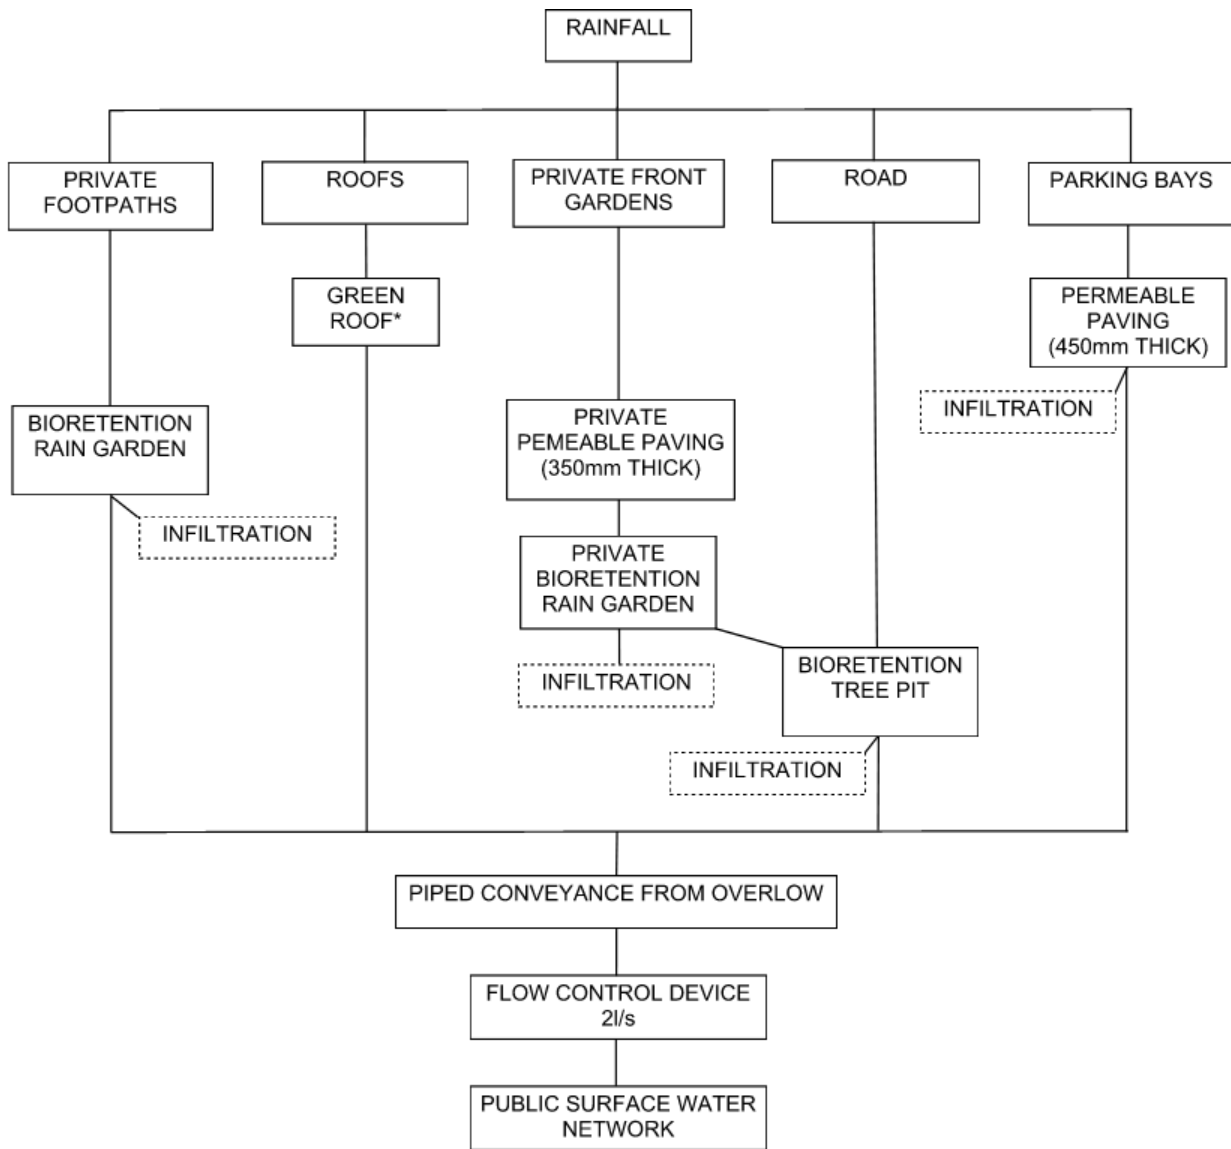 RAINFALL
PRIVATE
FOOTPATHS
ROOFS
PRIVATE FRONT
GARDENS
ROAD
PARKING BAYS
GREEN
ROOF*
PERMEABLE
PAVING
(450mm THICK)
INFILTRATION
BIORETENTION
RAIN GARDEN
PRIVATE
PEMEABLE PAVING
(350mm THICK)
INFILTRATION
PRIVATE
BIORETENTION
RAIN GARDEN
INFILTRATION
BIORETENTION
TREE PIT
INFILTRATION
PIPED CONVEYANCE FROM OVERLOW
FLOW CONTROL DEVICE
2l/s
PUBLIC SURFACE WATER
NETWORK